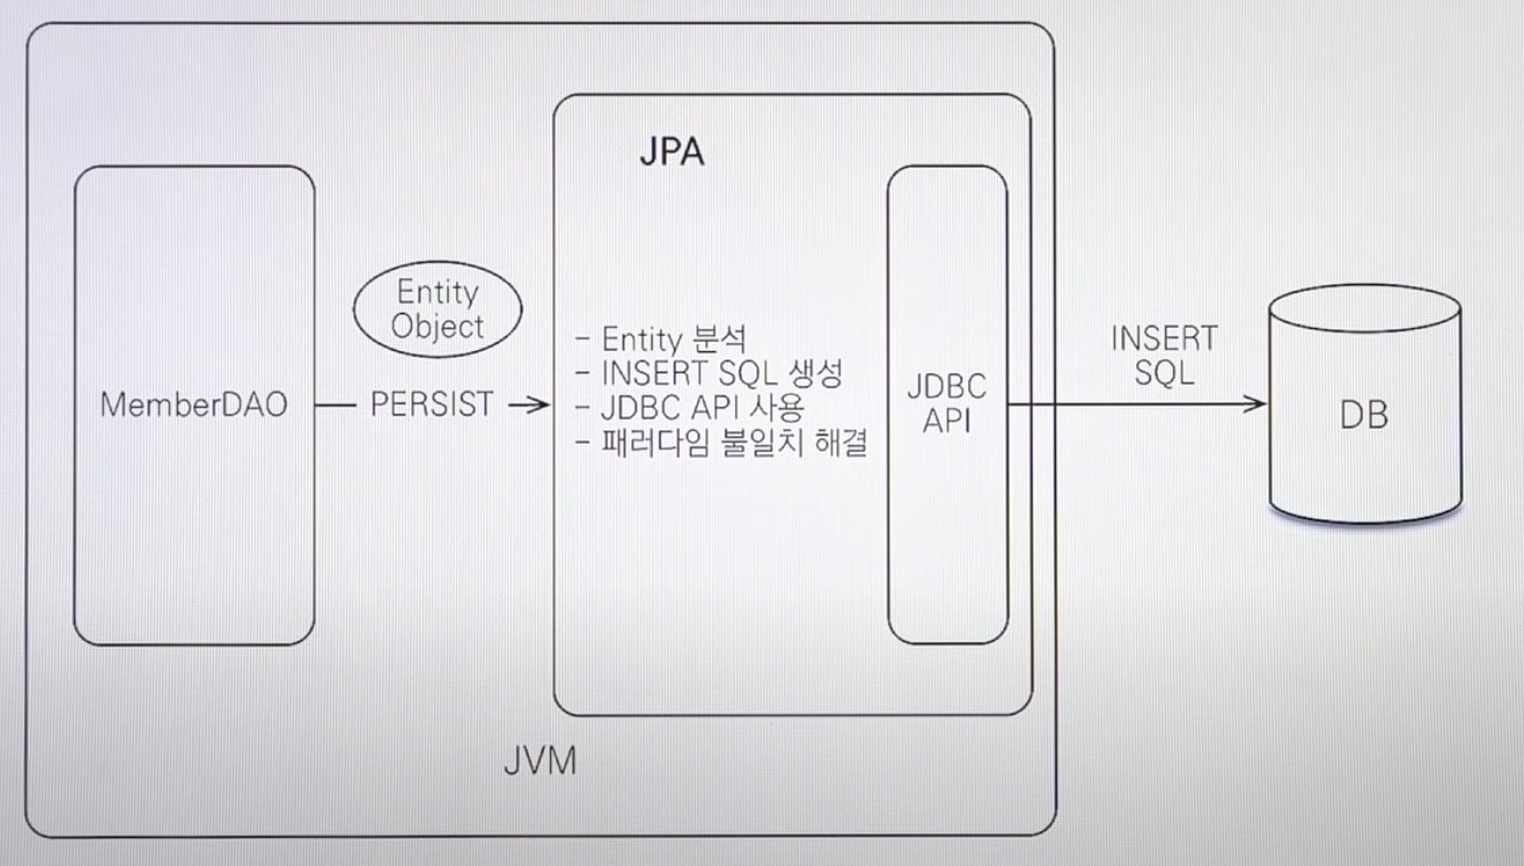 JPA
Entity
Object
MemberDAO
PERSIST
- Entity 분석
- INSERT SQL 생성
- JDBC API 사용
- 패러다임 불일치 해결
JDBC
API
INSERT
SQL
DB
JVM